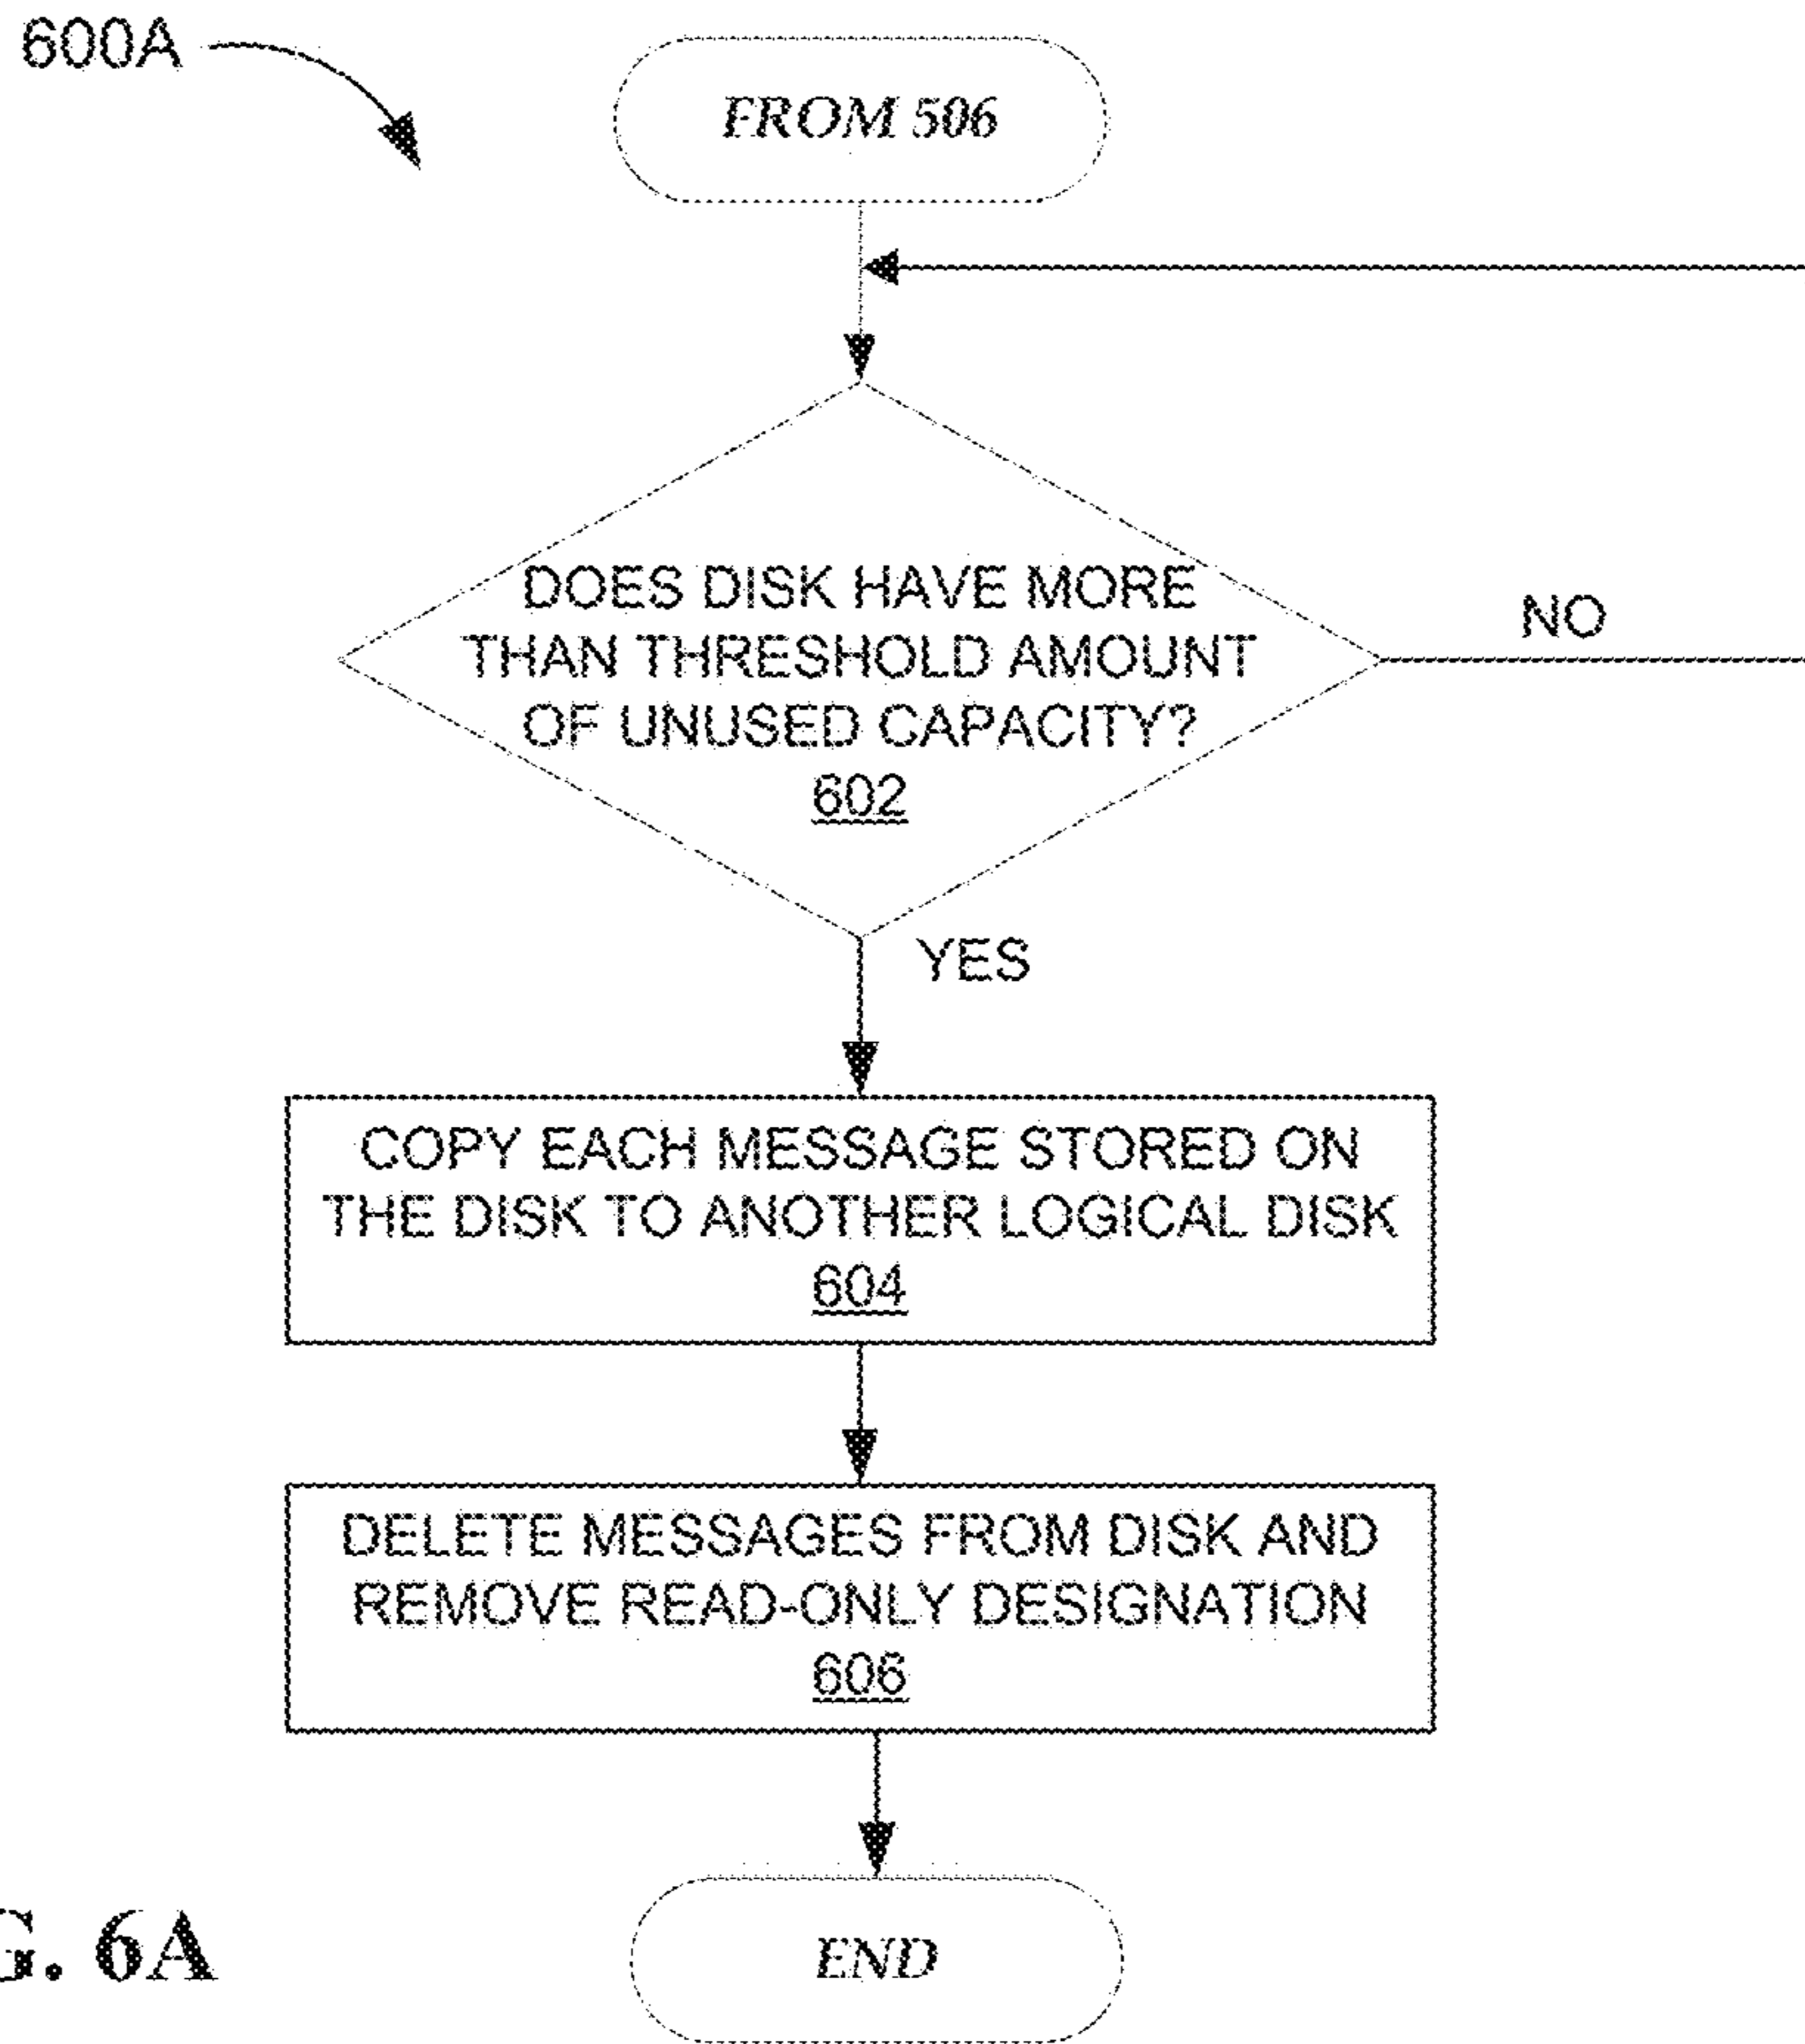 600A
FROM 506
DOES DISK HAVE MORE
THAN THRESHOLD AMOUNT
OF UNUSED CAPACITY?
602
NO
YES
COPY EACH MESSAGE STORED ON
THE DISK TO ANOTHER LOGICAL DISK
604
DELETE MESSAGES FROM DISK AND
REMOVE READ-ONLY DESIGNATION
606
G. 6A
END